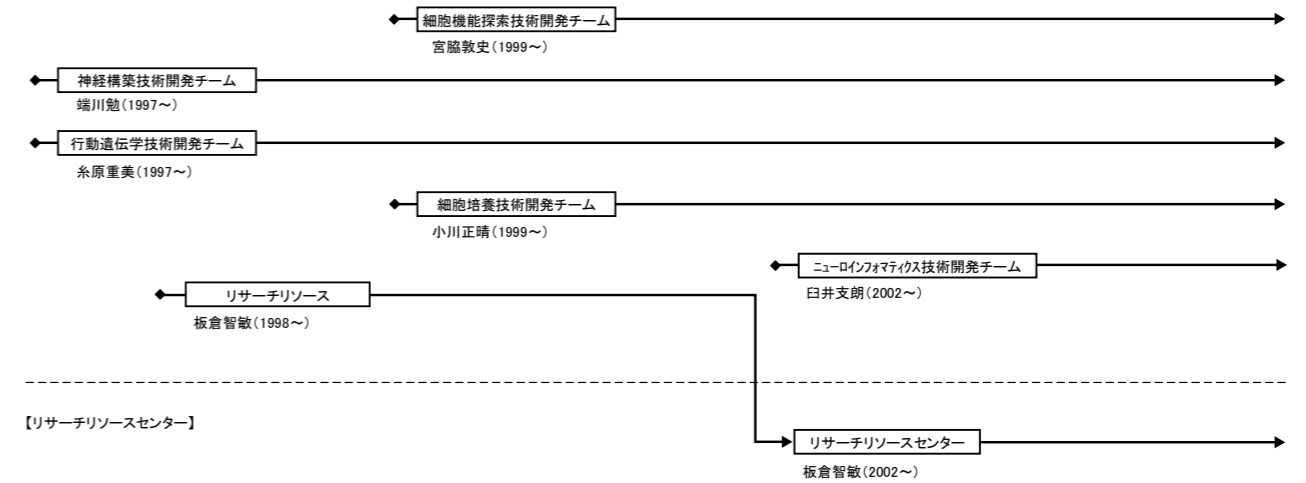 細胞機能探索技術開発チーム
宮脇敦史(1999～)
神経構築技術開発チーム
端川勉(1997～)
行動遺伝学技術開発チーム
糸原重美(1997～)
細胞培養技術開発チーム
小川正晴(1999～)
ニューロインフォマティクス技術開発チーム
臼井支朗(2002～)
リサーチリソース
板倉智敏(1998～)
【リサーチリソースセンター】
リサーチリソースセンター
板倉智敏(2002～)